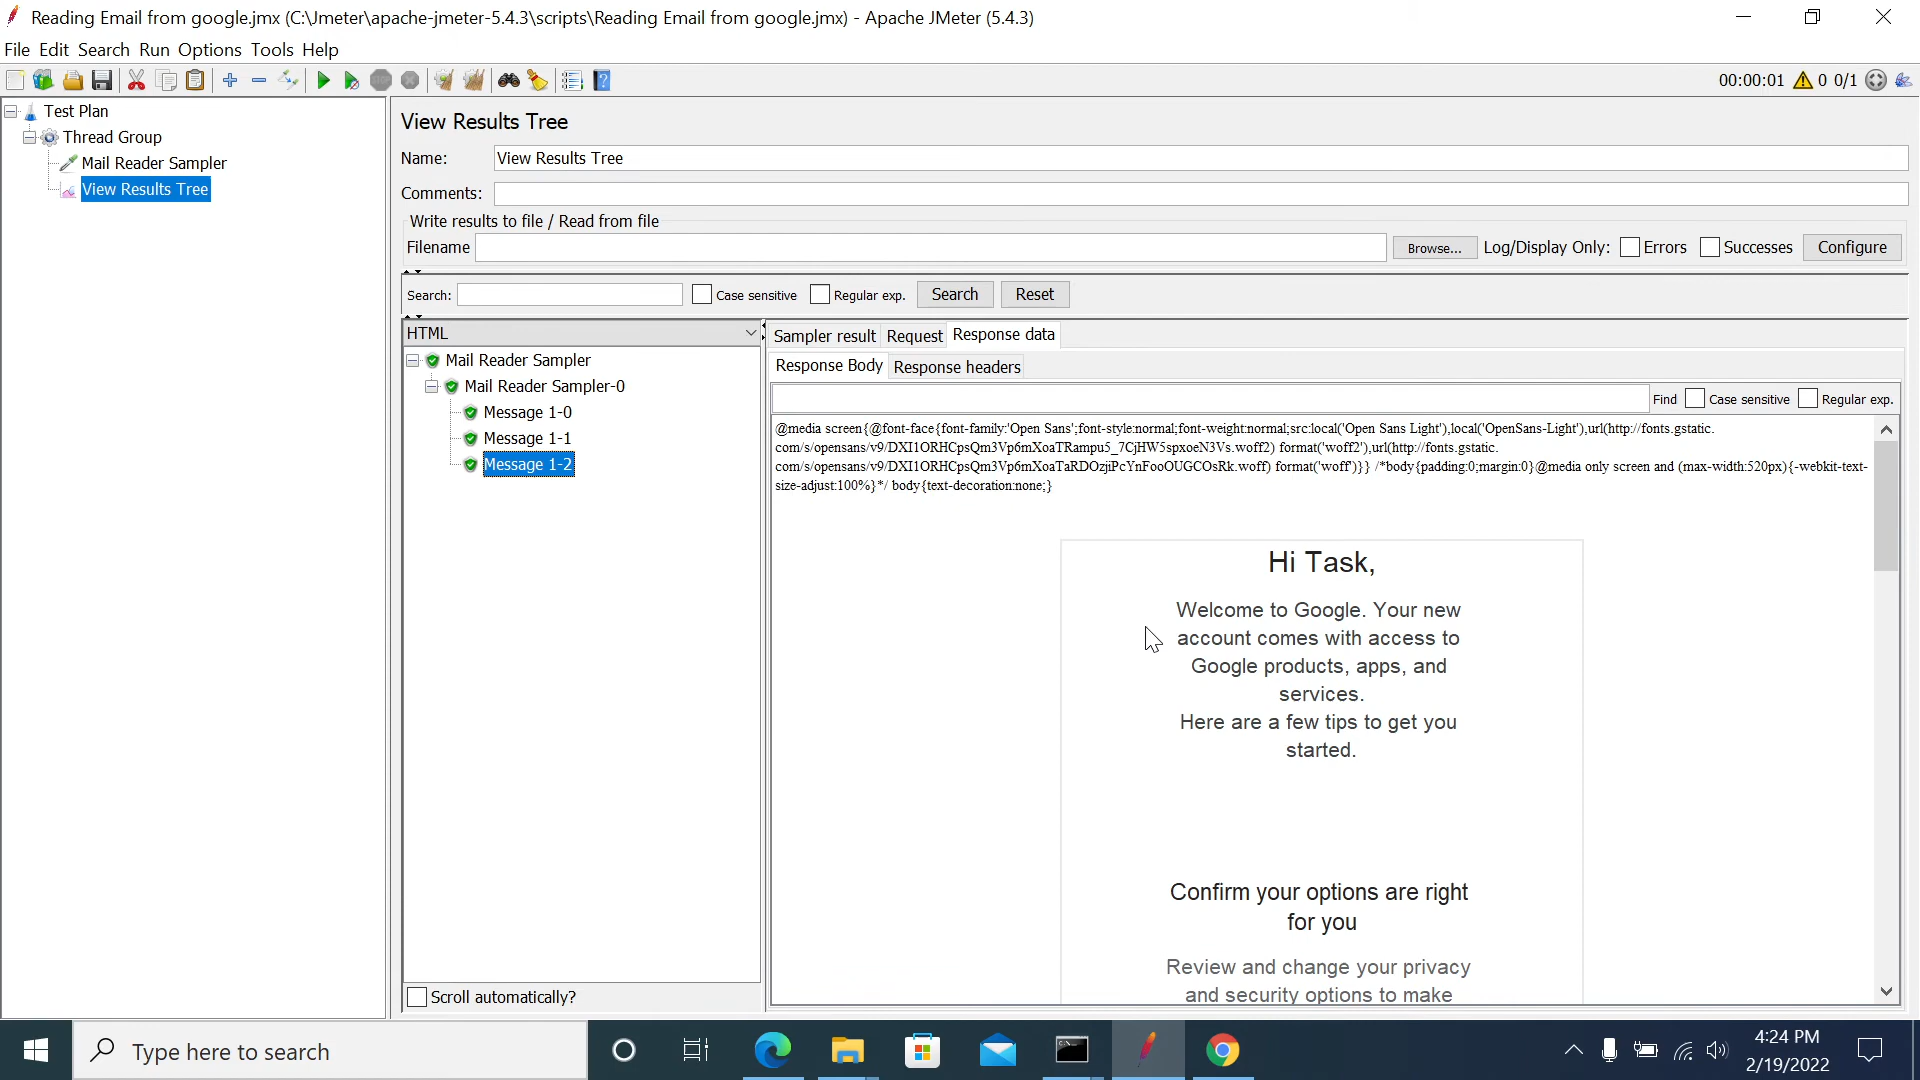 Reading Email from google.jmx (C:\Jmeter\apache-jmeter-5.4.3\scripts\Reading Email from google.jmx) - Apache JMeter (5.4.3)
File Edit Search Run Options Tools Help
00:00:01 0 0/1
Test Plan
Thread Group
Mail Reader Sampler
View Results Tree
View Results Tree
Name: View Results Tree
Comments:
Write results to file / Read from file
Filename Browse... Log/Display Only: Errors Successes Configure
Search: Case sensitive Regular exp. Search Reset
HTML
Mail Reader Sampler
Mail Reader Sampler-0
Message 1-0
Message 1-1
Message 1-2
Scroll automatically?
Sampler result Request Response data
Response Body Response headers
Find Case sensitive Regular exp.
@media screen{@font-face{font-family:'Open Sans';font-style:normal;font-weight:normal;src:local('Open Sans Light'),local('OpenSans-Light'),url(http://fonts.gstatic.
com/s/opensans/v9/DXI1ORHCpsQm3Vp6mXoaTRampu5_7CjHW5spxoeN3Vs.woff2) format('woff2'),url(http://fonts.gstatic.
com/s/opensans/v9/DXI1ORHCpsQm3Vp6mXoaTaRDOzjiPcYnFooOUGCOsRk.woff) format('woff')}} /*body{padding:0;margin:0}@media only screen and (max-width:520px){-webkit-text-
size-adjust:100%}*/ body{text-decoration:none;}
Hi Task,
Welcome to Google. Your new
account comes with access to
Google products, apps, and
services.
Here are a few tips to get you
started.
Confirm your options are right
for you
Review and change your privacy
and security options to make
Type here to search
4:24 PM
2/19/2022